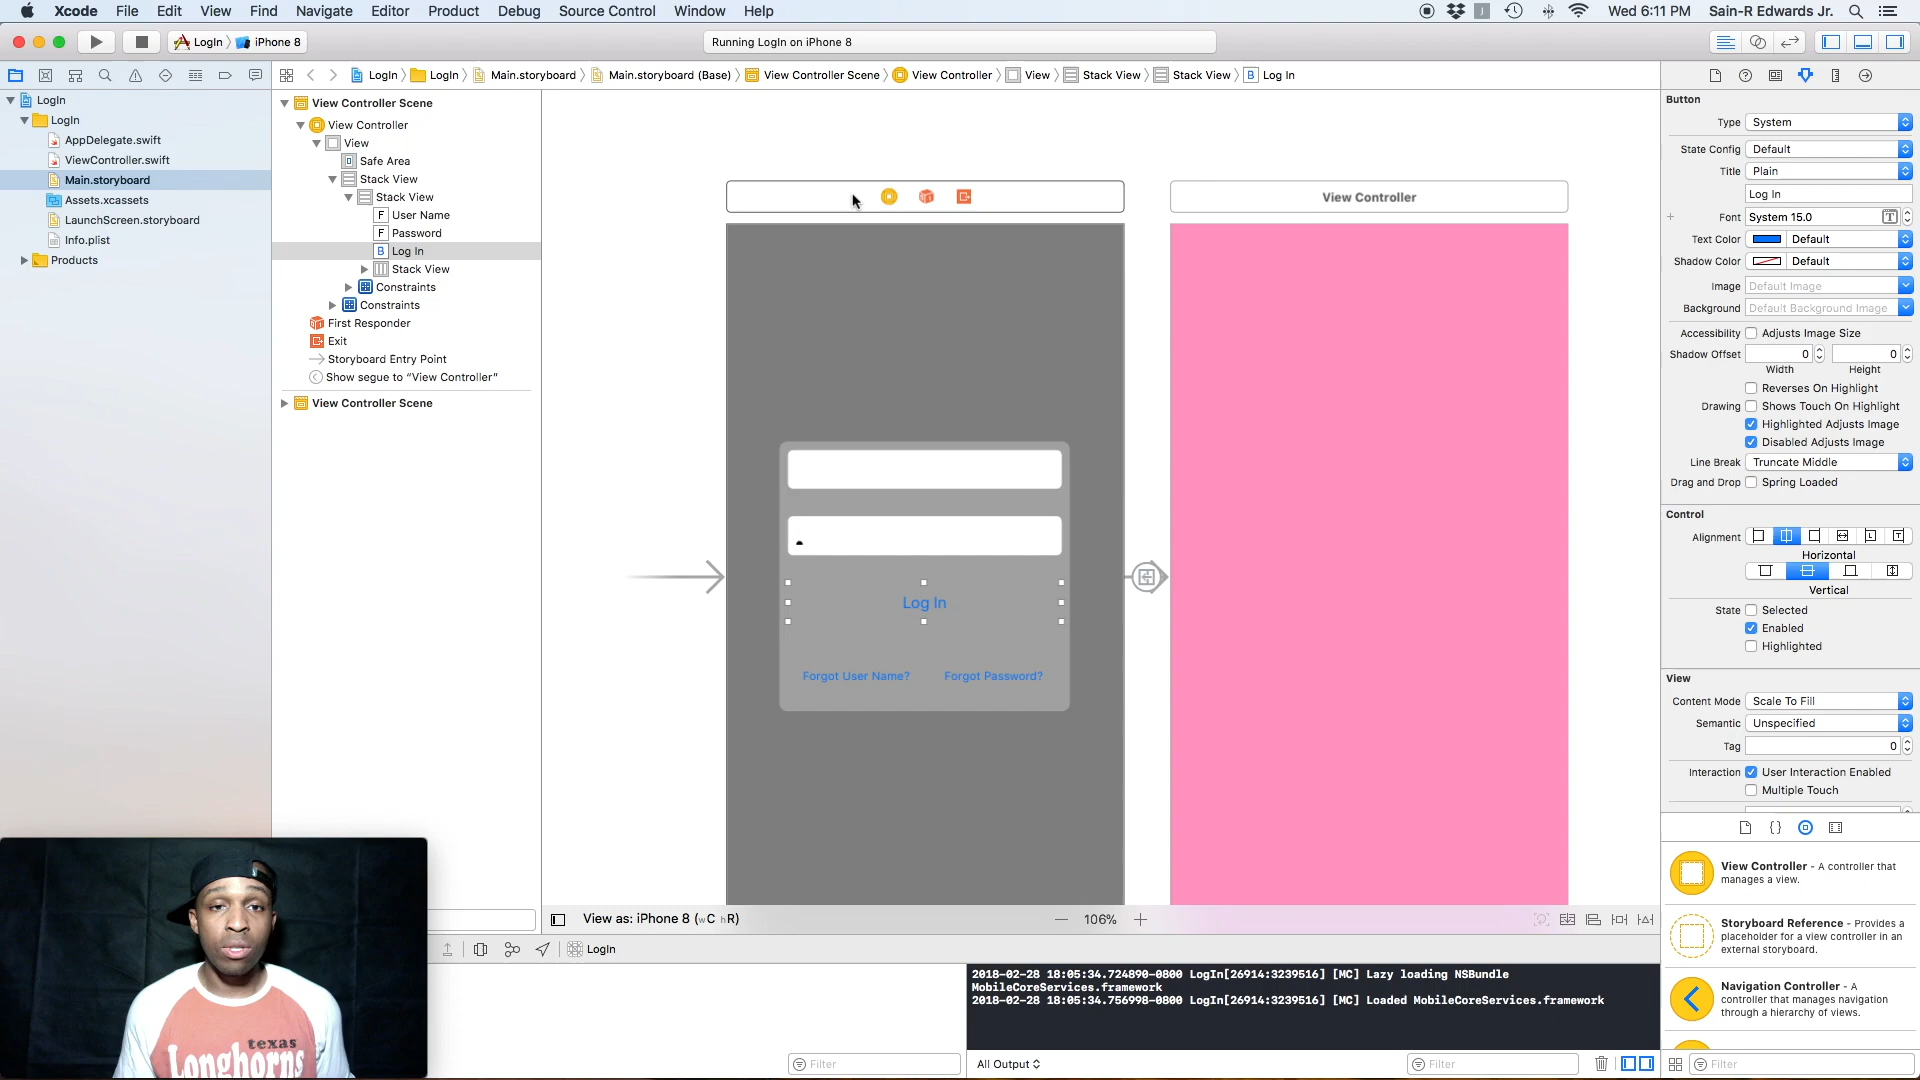 Xcode File Edit View Find Navigate Editor Product Debug Source Control Window Help
Wed 6:11 PM Sain-R Edwards Jr.
LogIn iPhone 8
Running LogIn on iPhone 8
LogIn LogIn Main.storyboard Main.storyboard (Base) View Controller Scene View Controller View Stack View Stack View B Log In
LogIn
LogIn
AppDelegate.swift
ViewController.swift
Main.storyboard
Assets.xcassets
LaunchScreen.storyboard
Info.plist
Products
View Controller Scene
View Controller
View
Safe Area
Stack View
Stack View
F User Name
F Password
B Log In
Stack View
Constraints
Constraints
First Responder
Exit
Storyboard Entry Point
Show segue to “View Controller”
View Controller Scene
View Controller
Log In
Forgot User Name? Forgot Password?
View as: iPhone 8 (wC hR)
106%
LogIn
2018-02-28 18:05:34.724890-0800 LogIn[26914:3239516] [MC] Lazy loading NSBundle
MobileCoreServices.framework
2018-02-28 18:05:34.756998-0800 LogIn[26914:3239516] [MC] Loaded MobileCoreServices.framework
Filter
All Output
Filter
Filter
Button
Type System
State Config Default
Title Plain
Log In
Font System 15.0
Text Color Default
Shadow Color Default
Image Default Image
Background Default Background Image
Accessibility Adjusts Image Size
Shadow Offset 0 0
Width Height
Reverses On Highlight
Drawing Shows Touch On Highlight
Highlighted Adjusts Image
Disabled Adjusts Image
Line Break Truncate Middle
Drag and Drop Spring Loaded
Control
Alignment
Horizontal
Vertical
State Selected
Enabled
Highlighted
View
Content Mode Scale To Fill
Semantic Unspecified
Tag 0
Interaction User Interaction Enabled
Multiple Touch
View Controller - A controller that
manages a view.
Storyboard Reference - Provides a
placeholder for a view controller in an
external storyboard.
Navigation Controller - A
controller that manages navigation
through a hierarchy of views.
texas
Longhorns